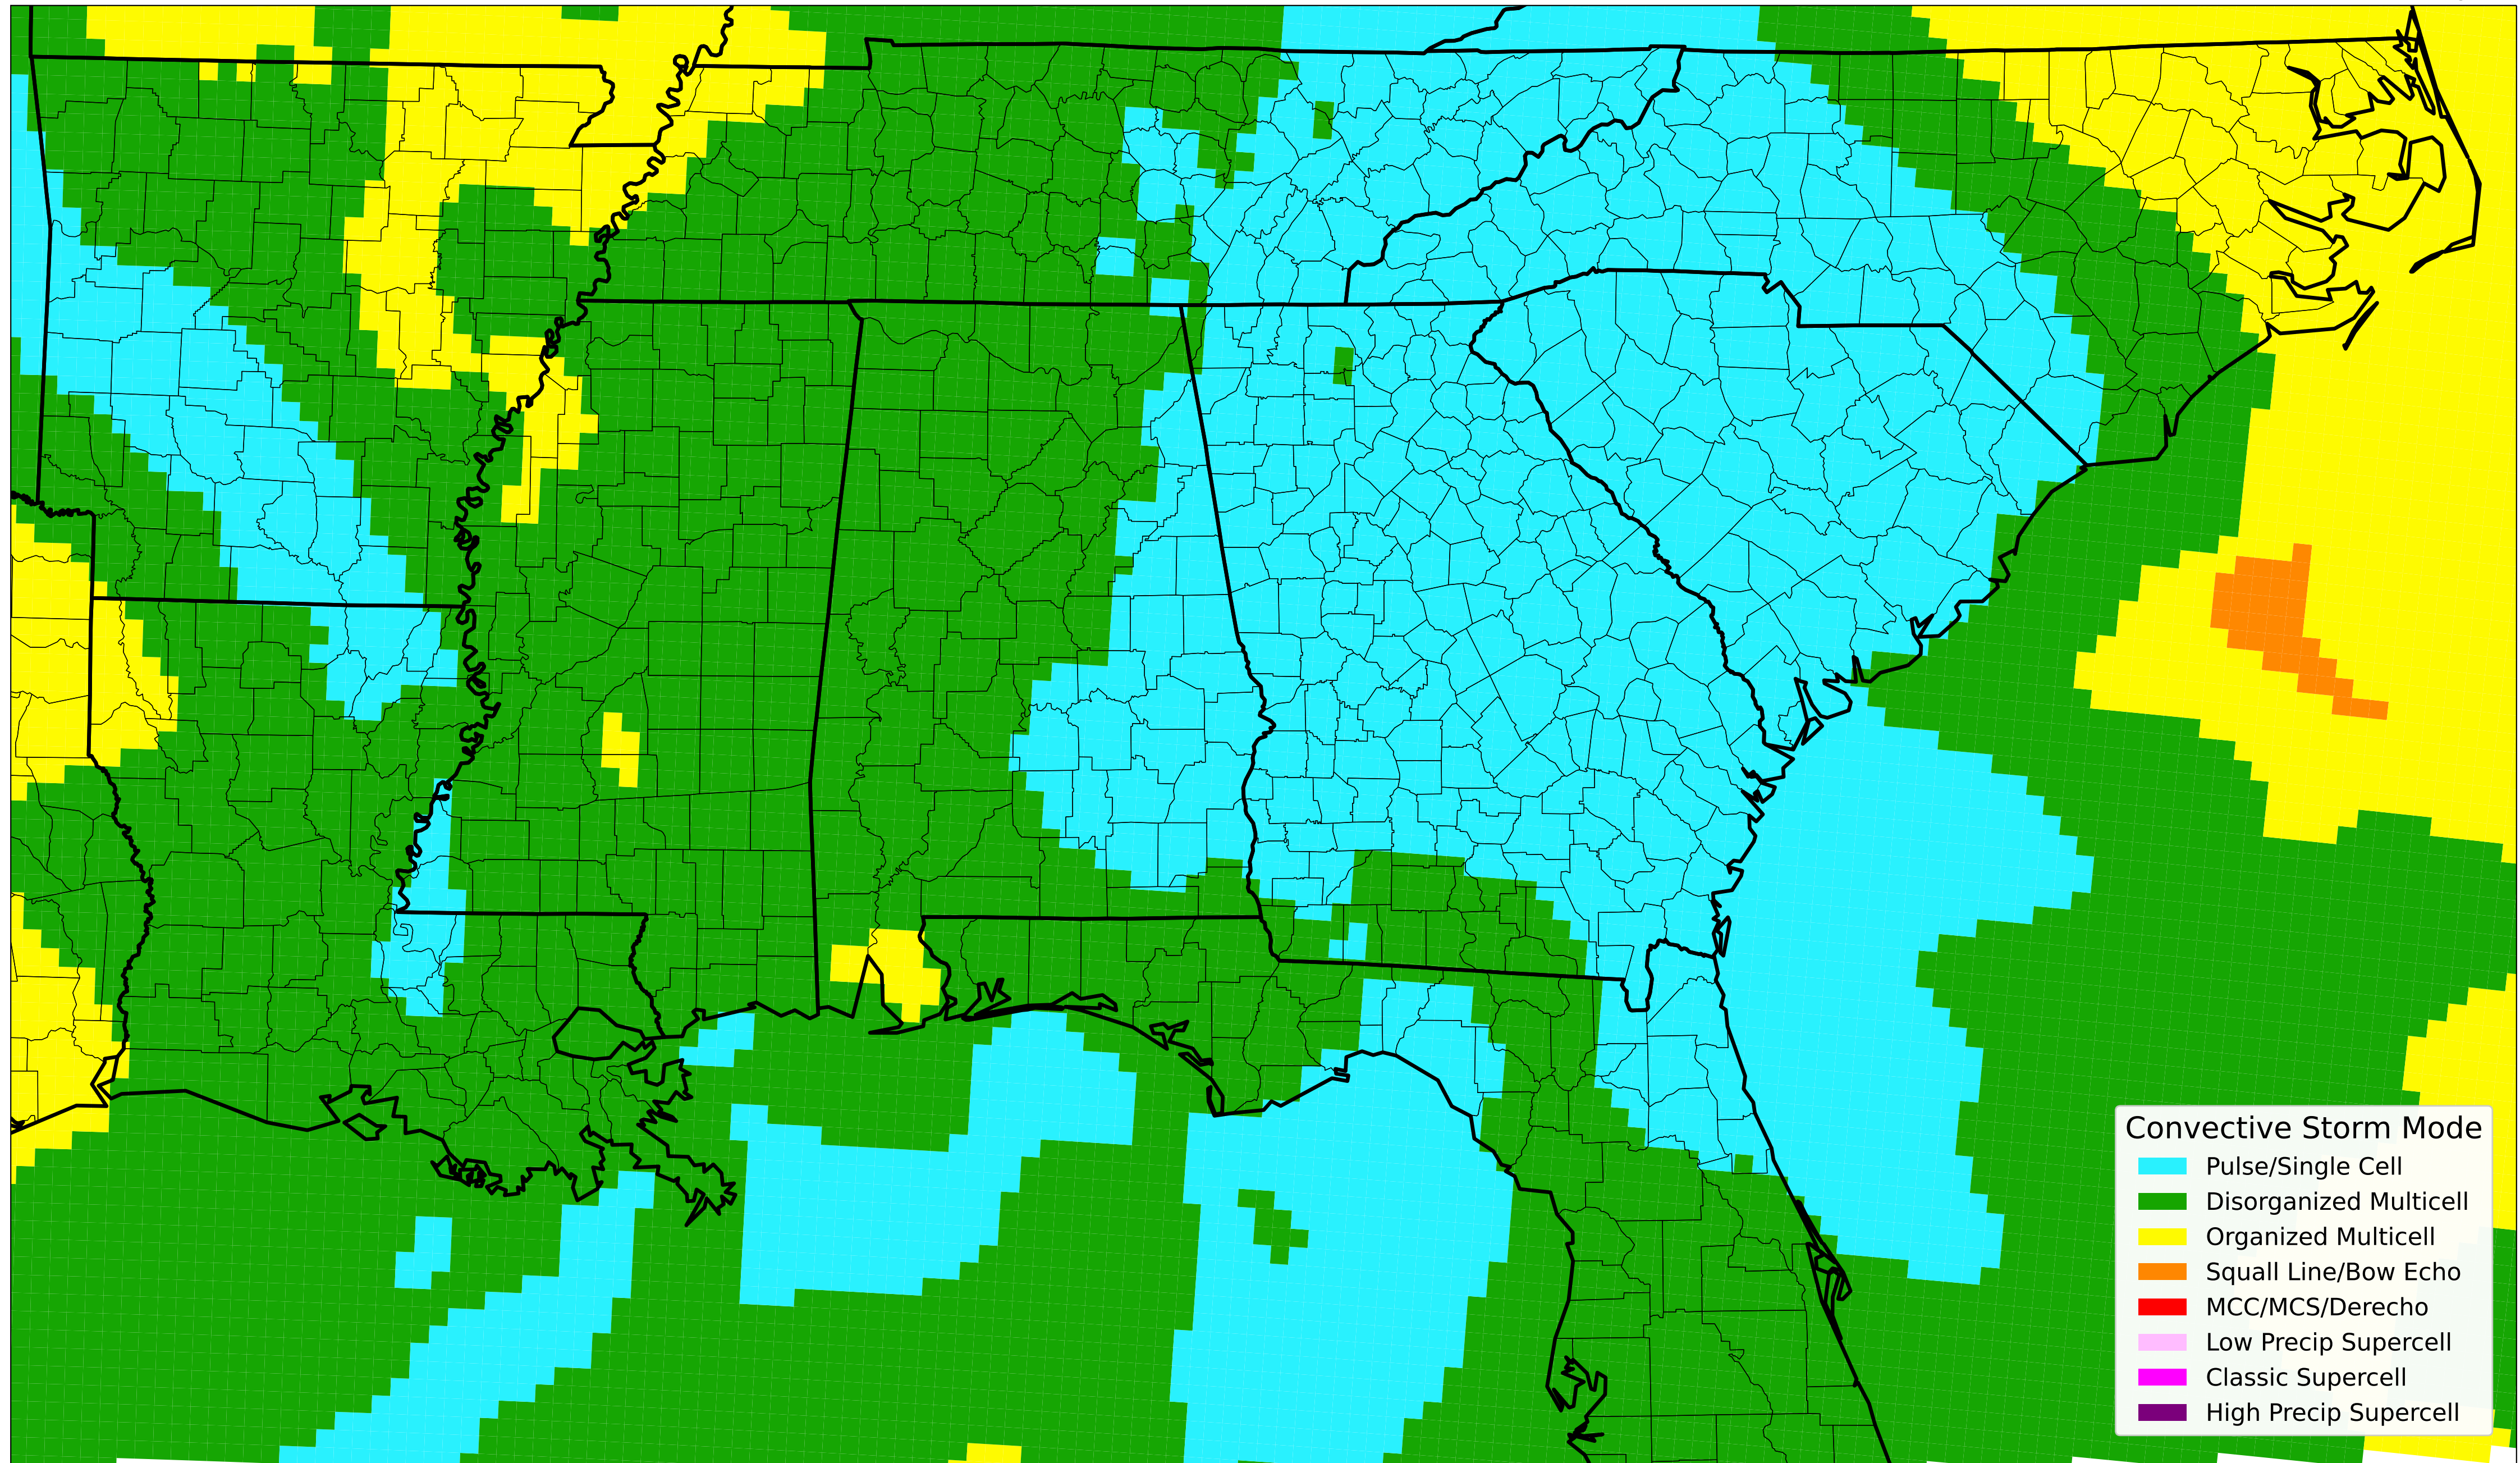 Convective Storm Mode
Pulse/Single Cell
Disorganized Multicell
Organized Multicell
Squall Line/Bow Echo
MCC/MCS/Derecho
Low Precip Supercell
Classic Supercell
High Precip Supercell